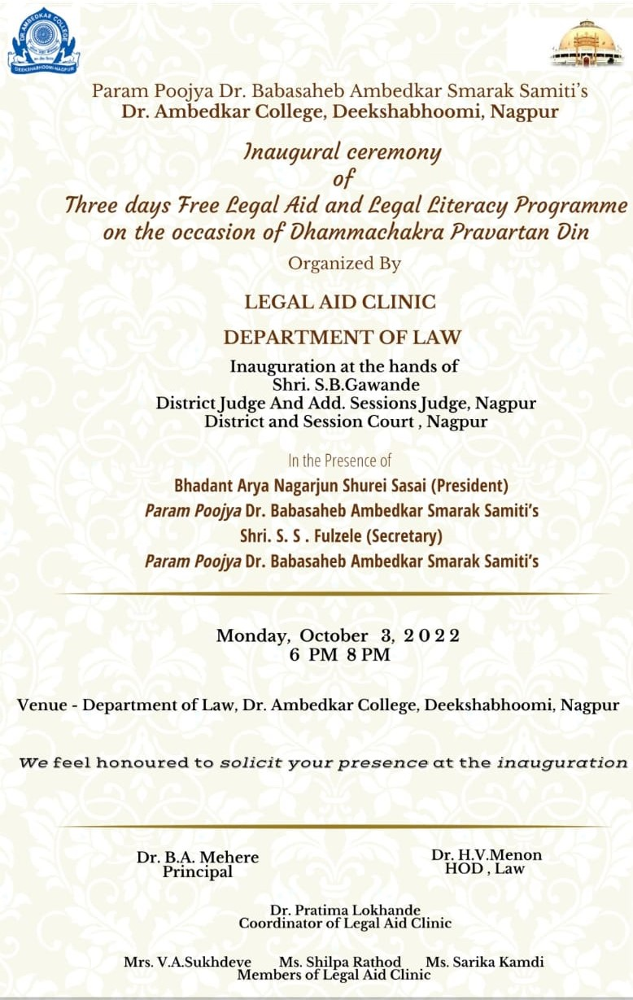 DR. AMBEDKAR COLLEGE
DEEKSHABHOOMI NAGPUR
Param Poojya Dr. Babasaheb Ambedkar Smarak Samiti's
Dr. Ambedkar College, Deekshabhoomi, Nagpur
Inaugural ceremony
of
Three days Free Legal Aid and Legal Literacy Programme
on the occasion of Dhammachakra Pravartan Din
Organized By
LEGAL AID CLINIC
DEPARTMENT OF LAW
Inauguration at the hands of
Shri. S.B.Gawande
District Judge And Add. Sessions Judge, Nagpur
District and Session Court , Nagpur
In the Presence of
Bhadant Arya Nagarjun Shurei Sasai (President)
Param Poojya Dr. Babasaheb Ambedkar Smarak Samiti's
Shri. S. S . Fulzele (Secretary)
Param Poojya Dr. Babasaheb Ambedkar Smarak Samiti's
Monday, October 3, 2 0 2 2
6 PM 8 PM
Venue - Department of Law, Dr. Ambedkar College, Deekshabhoomi, Nagpur
We feel honoured to solicit your presence at the inauguration
Dr. B.A. Mehere
Principal
Dr. H.V.Menon
HOD , Law
Dr. Pratima Lokhande
Coordinator of Legal Aid Clinic
Mrs. V.A.Sukhdeve Ms. Shilpa Rathod Ms. Sarika Kamdi
Members of Legal Aid Clinic